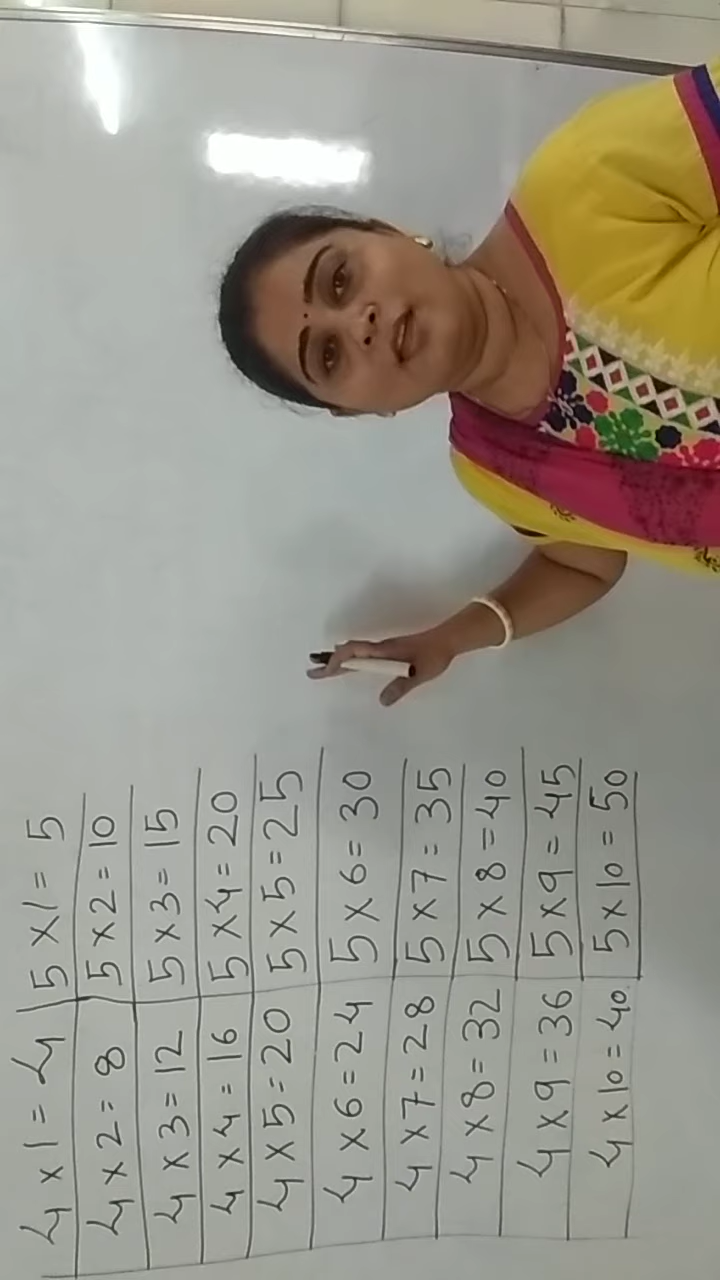 4 x 1 = 4 5 x 1 = 5
4 x 2 = 8 5 x 2 = 10
4 x 3 = 12 5 x 3 = 15
4 x 4 = 16 5 x 4 = 20
4 x 5 = 20 5 x 5 = 25
4 x 6 = 24 5 x 6 = 30
4 x 7 = 28 5 x 7 = 35
4 x 8 = 32 5 x 8 = 40
4 x 9 = 36 5 x 9 = 45
4 x 10 = 40 5 x 10 = 50